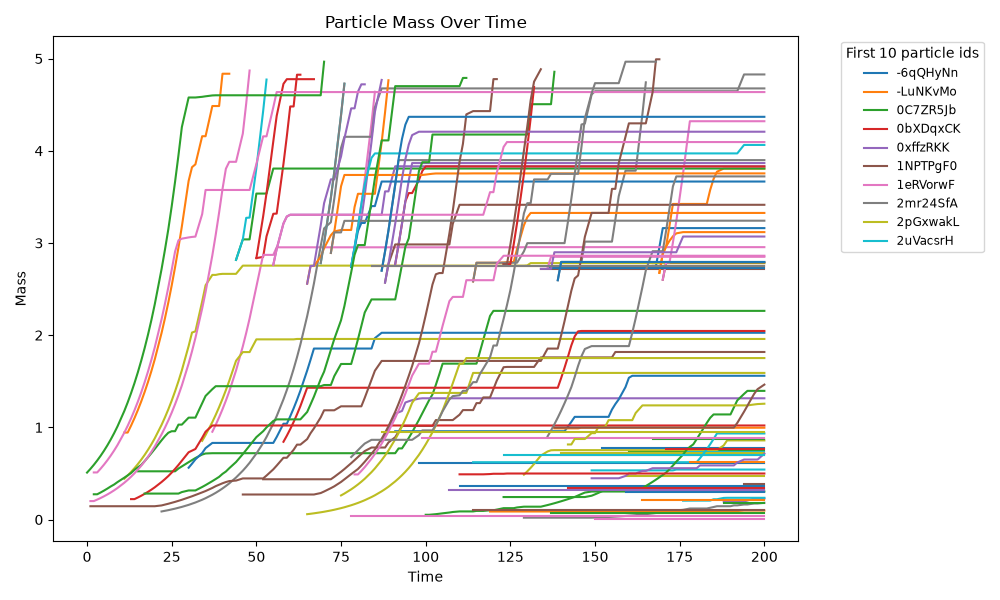 Particle Mass Over Time
Mass
5
4
3
2
1
0
0 25 50 75 100 125 150 175 200
Time
First 10 particle ids
-6qQHyNn
-LuNKvMo
0C7ZR5Jb
0bXDqxCK
0xffzRKK
1NPTPgF0
1eRVorwF
2mr24SfA
2pGxwakL
2uVacsrH